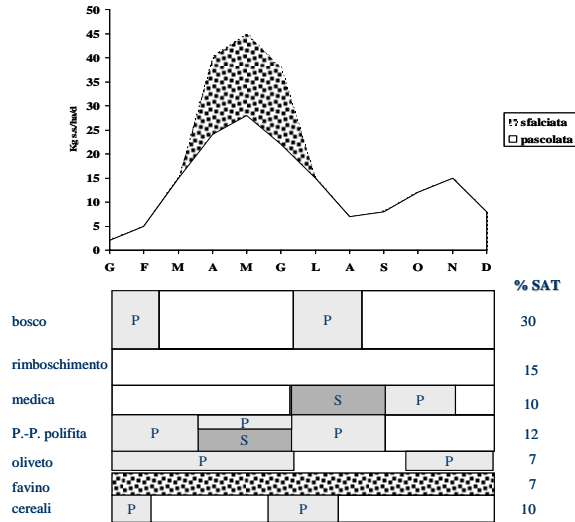 50
45
40
35
30
25
20
15
10
5
0
Kg s.s/ha/d
G F M A M G L A S O N D
sfalciata
pascolata
% SAT
bosco P P 30
rimboschimento 15
medica S P 10
P.-P. polifita P P S P 12
oliveto P P 7
favino 7
cereali P P 10